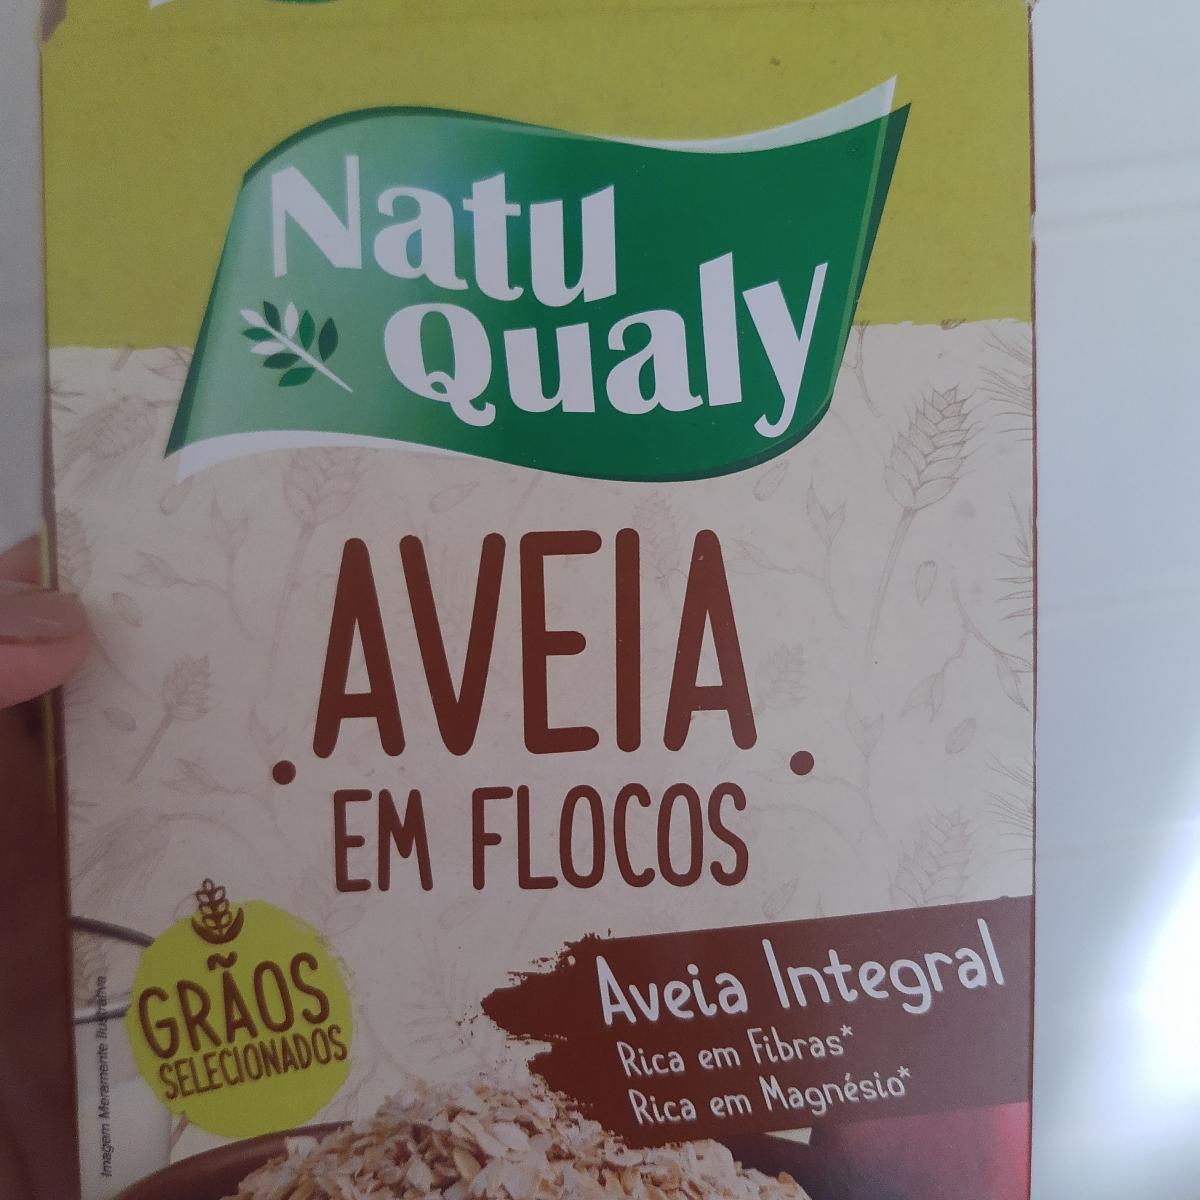 Natu
Qualy
AVEIA
EM FLOCOS
GRÃOS
SELECIONADOS
Aveia Integral
Rica em Fibras*
Rica em Magnésio*
Imagem Meramente Ilustrativa